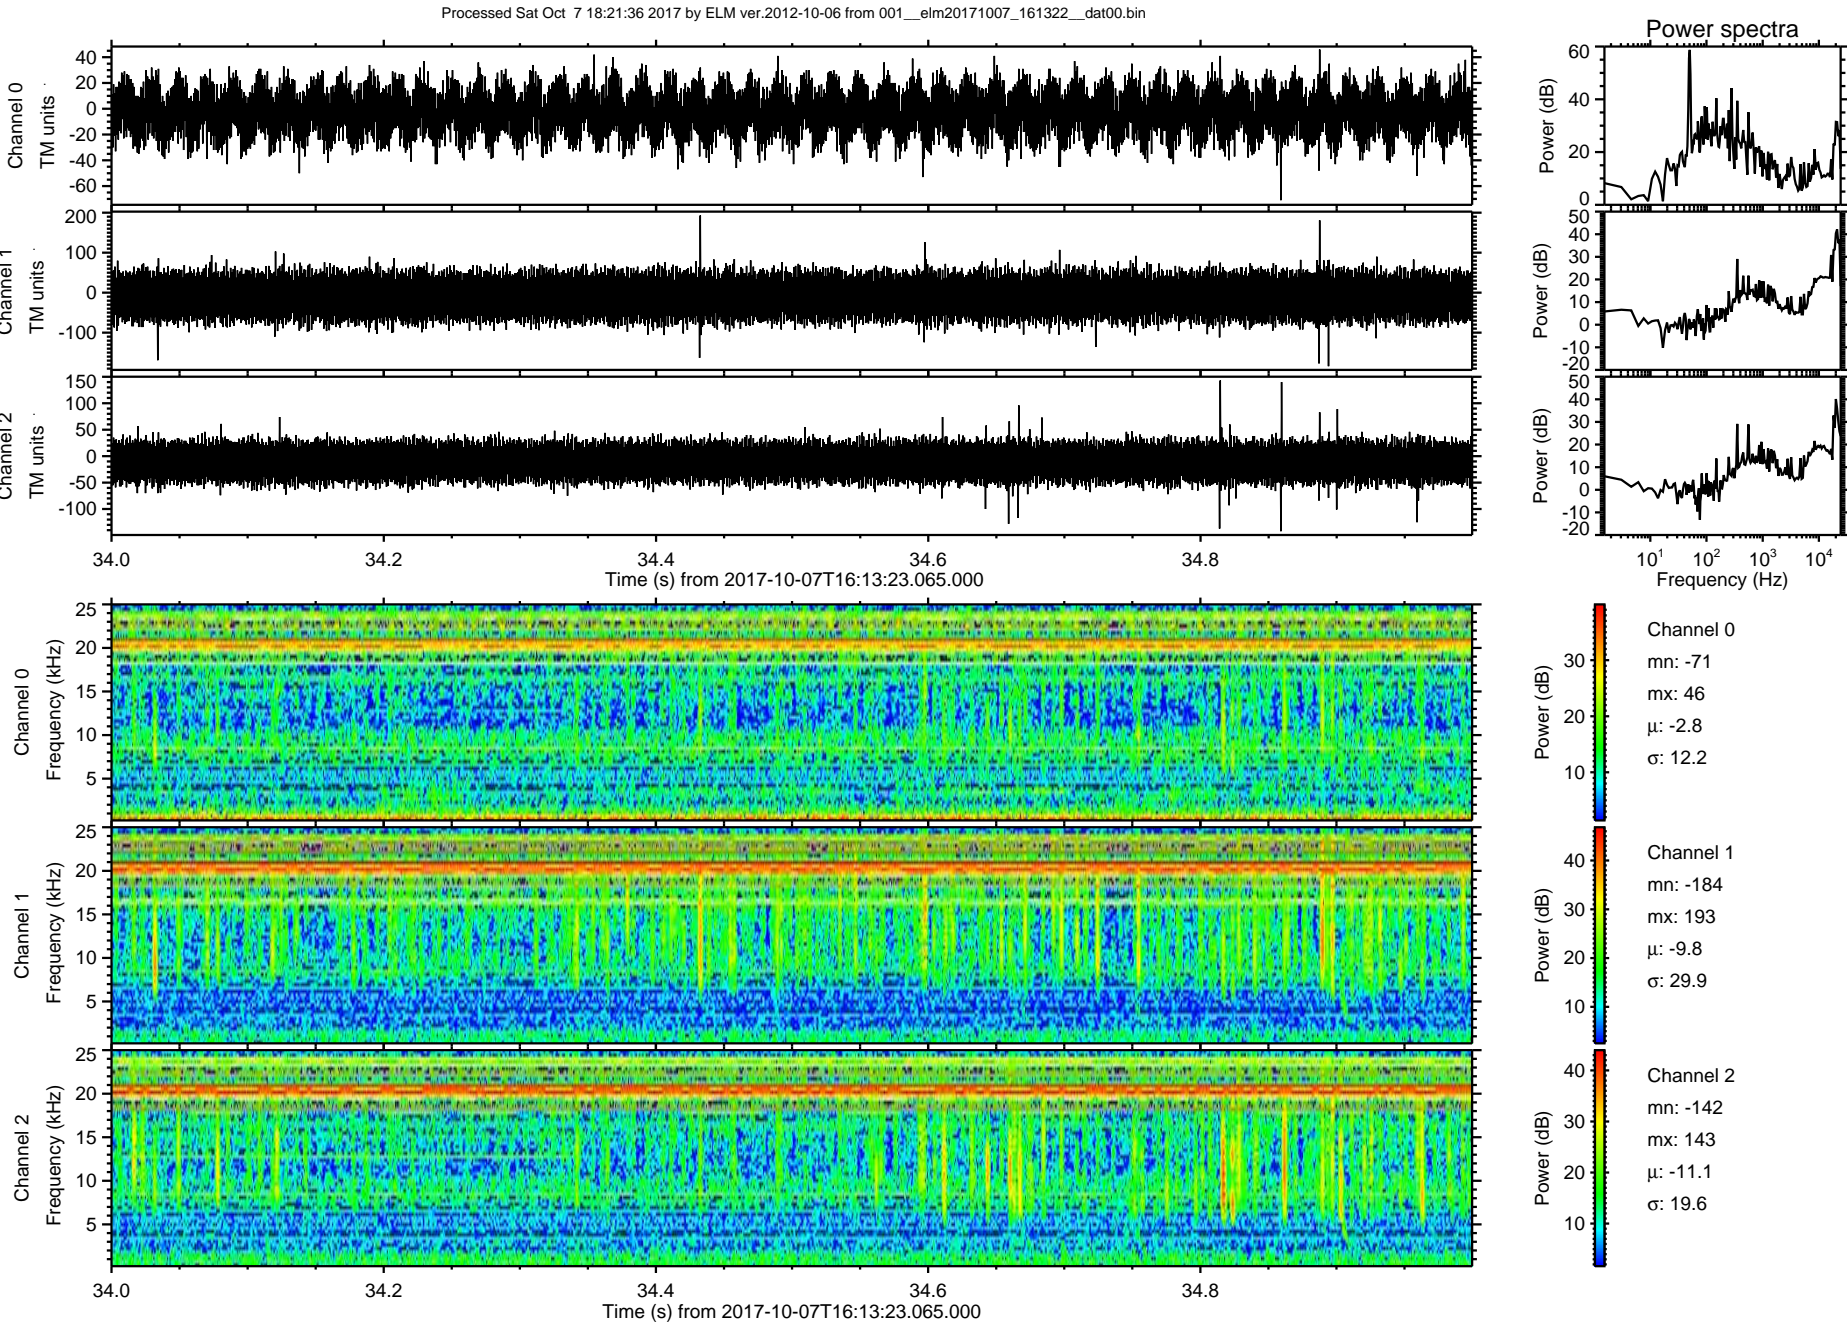 Processed Sat Oct 7 18:21:36 2017 by ELM ver.2012-10-06 from 001__elm20171007_161322__dat00.bin
Power spectra
Channel 0
TM units
40
20
0
-20
-40
-60
Power (dB)
60
40
20
0
Channel 1
TM units
200
100
0
-100
Power (dB)
50
40
30
20
10
0
-10
-20
Channel 2
TM units
150
100
50
0
-50
-100
Power (dB)
50
40
30
20
10
0
-10
-20
34.0 34.2 34.4 34.6 34.8
Time (s) from 2017-10-07T16:13:23.065.000
10^1 10^2 10^3 10^4
Frequency (Hz)
Channel 0
Frequency (kHz)
25
20
15
10
5
Power (dB)
30
20
10
Channel 0
mn: -71
mx: 46
μ: -2.8
σ: 12.2
Channel 1
Frequency (kHz)
25
20
15
10
5
Power (dB)
40
30
20
10
Channel 1
mn: -184
mx: 193
μ: -9.8
σ: 29.9
Channel 2
Frequency (kHz)
25
20
15
10
5
Power (dB)
40
30
20
10
Channel 2
mn: -142
mx: 143
μ: -11.1
σ: 19.6
34.0 34.2 34.4 34.6 34.8
Time (s) from 2017-10-07T16:13:23.065.000